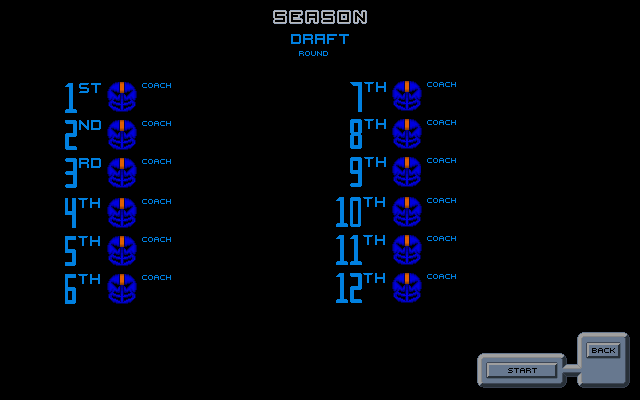 SEASON
DRAFT
ROUND
1ST COACH
2ND COACH
3RD COACH
4TH COACH
5TH COACH
6TH COACH
7TH COACH
8TH COACH
9TH COACH
10TH COACH
11TH COACH
12TH COACH
BACK
START